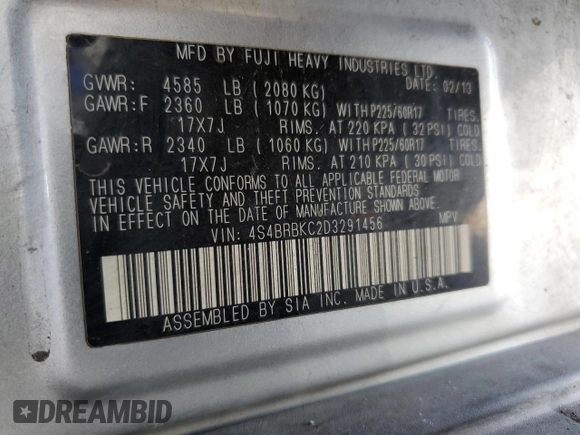 MFD BY FUJI HEAVY INDUSTRIES LTD.
GVWR: 4585 LB (2080 KG) DATE: 02/13
GAWR:F 2360 LB (1070 KG) WITH P225/60R17 TIRES.
17X7J RIMS. AT 220 KPA (32 PSI) COLD
GAWR:R 2340 LB (1060 KG) WITH P225/60R17 TIRES.
17X7J RIMS. AT 210 KPA (30 PSI) COLD
THIS VEHICLE CONFORMS TO ALL APPLICABLE FEDERAL MOTOR
VEHICLE SAFETY AND THEFT PREVENTION STANDARDS
IN EFFECT ON THE DATE OF MANUFACTURE SHOWN ABOVE.
VIN: 4S4BRBKC2D3291456 MPV
ASSEMBLED BY SIA INC. MADE IN U.S.A.
DREAMBID